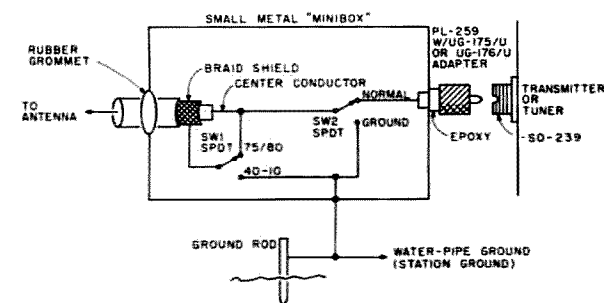 SMALL METAL "MINIBOX"
RUBBER
GROMMET
BRAID SHIELD
CENTER CONDUCTOR
PL-259
W/UG-175/U
OR UG-176/U
ADAPTER
NORMAL
TRANSMITTER
OR
TUNER
TO
ANTENNA
SW1
SPDT
75/80
SW2
SPDT
GROUND
EPOXY
SO-239
40-10
GROUND ROD
WATER-PIPE GROUND
(STATION GROUND)